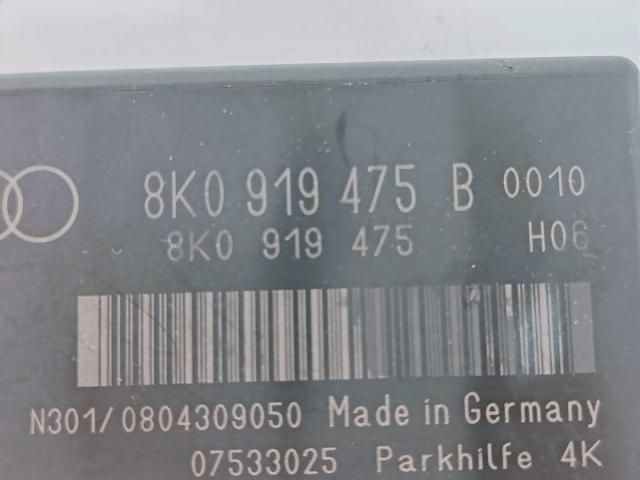 8K0 919 475 B 0010
8K0 919 475 H06
N301/0804309050 Made in Germany
07533025 Parkhilfe 4K